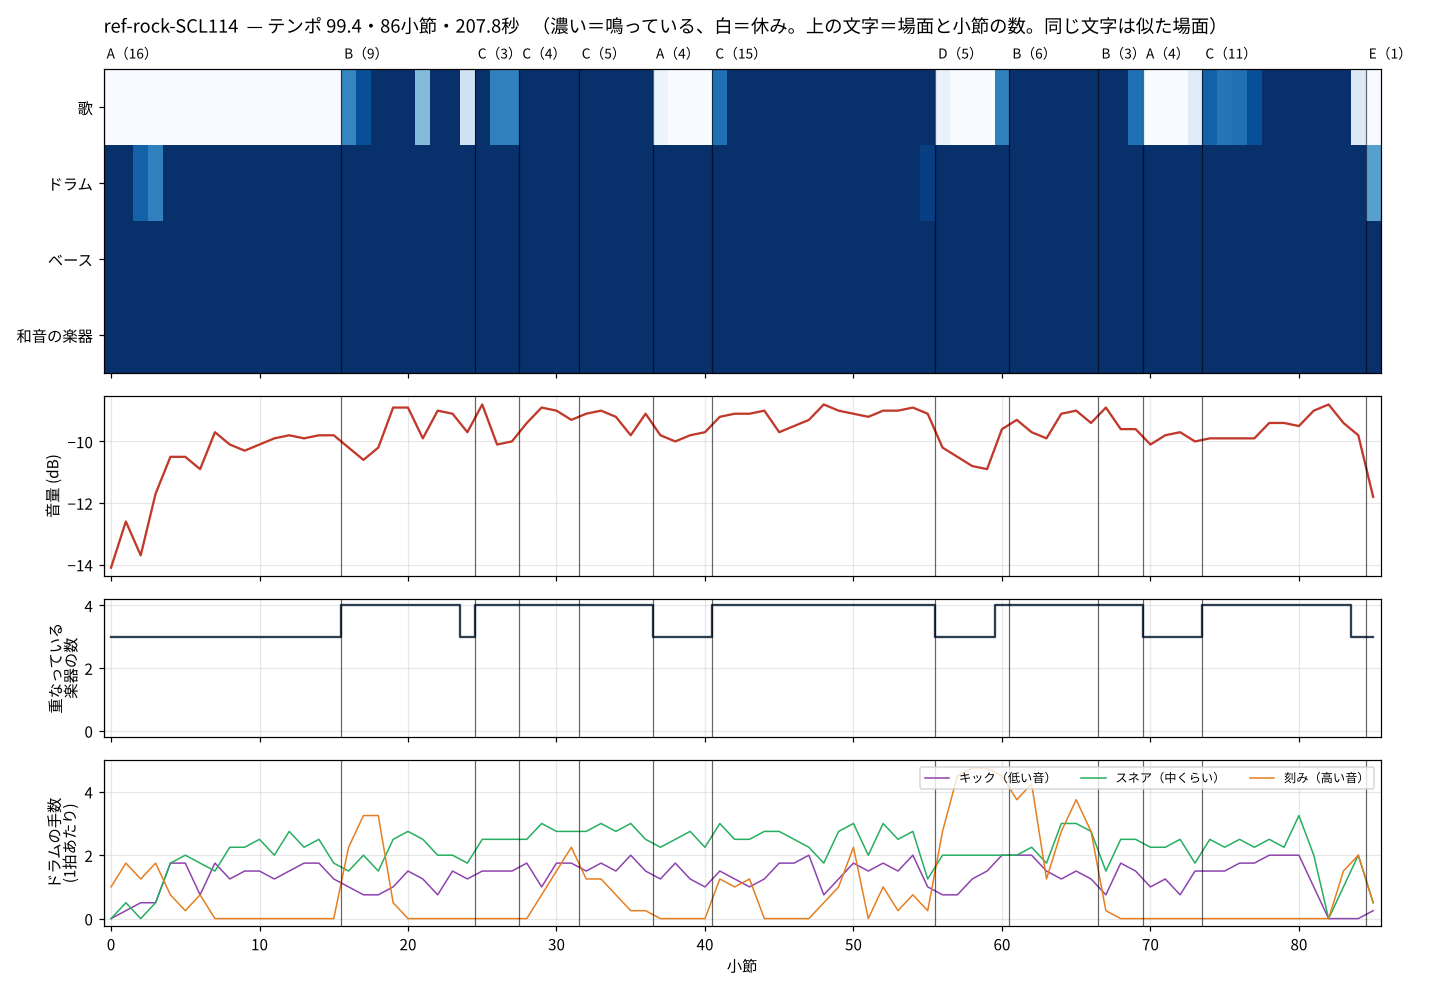 ref-rock-SCL114 — テンポ 99.4・86小節・207.8秒 （濃い＝鳴っている、白＝休み。上の文字＝場面と小節の数。同じ文字は似た場面）
A（16） B（9） C（3） C（4） C（5） A（4） C（15） D（5） B（6） B（3） A（4） C（11） E（1）
歌
ドラム
ベース
和音の楽器
音量 (dB)
−10
−12
−14
重なっている
楽器の数
4
2
0
ドラムの手数
(1拍あたり)
キック（低い音） スネア（中くらい） 刻み（高い音）
4
2
0
0 10 20 30 40 50 60 70 80
小節